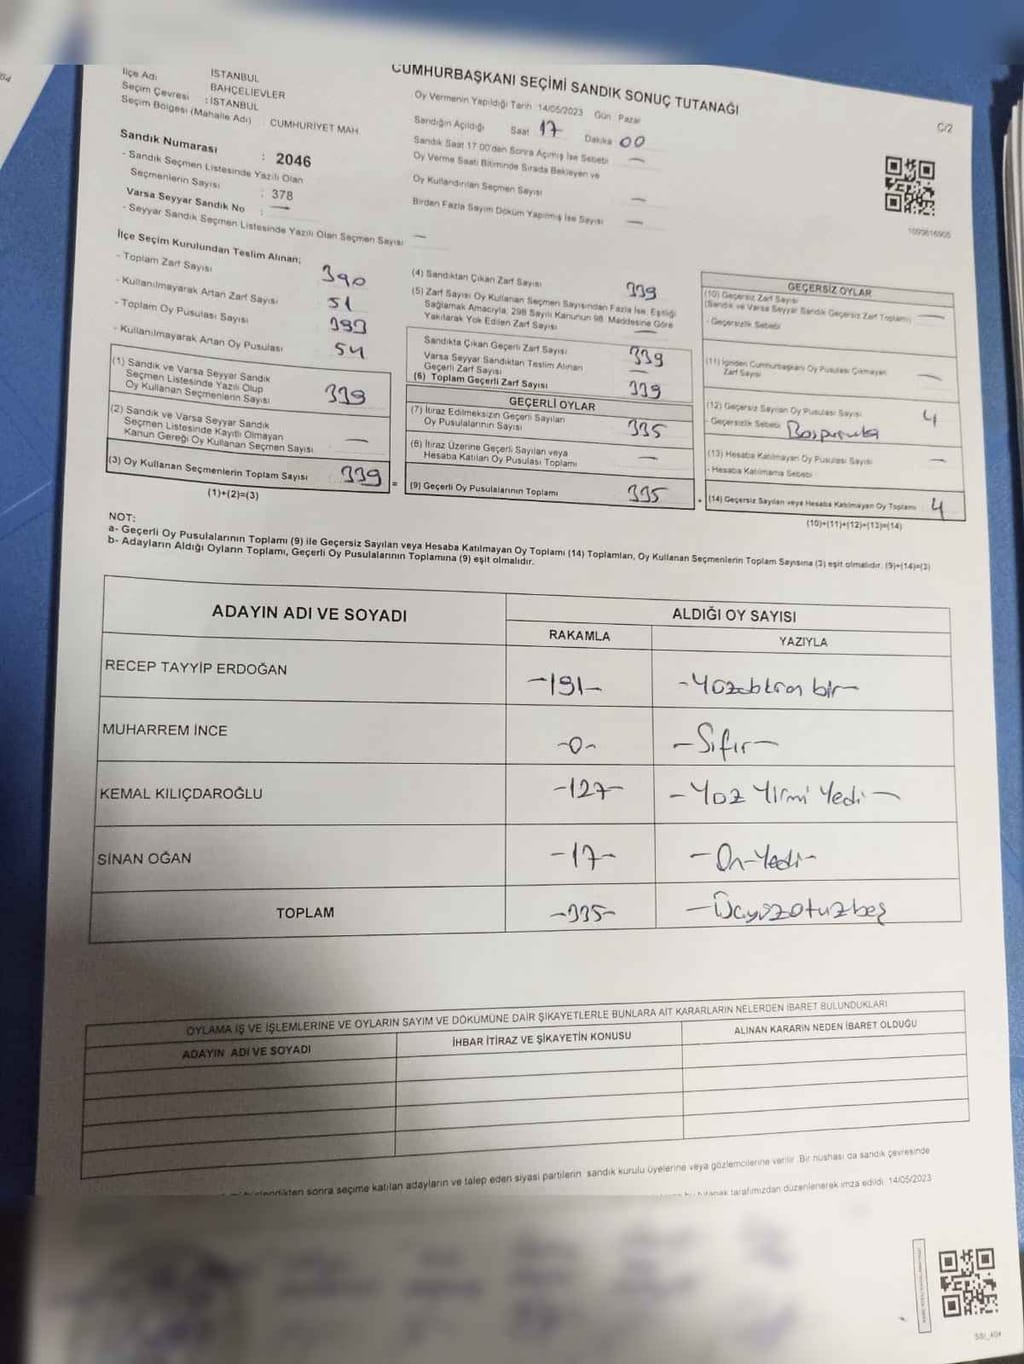 CUMHURBAŞKANI SEÇİMİ SANDIK SONUÇ TUTANAĞI
C/2
İlçe Adı İSTANBUL
BAHÇELİEVLER
Seçim Çevresi : İSTANBUL
Seçim Bölgesi (Mahalle Adı) CUMHURİYET MAH.
Sandık Numarası : 2046
- Sandık Seçmen Listesinde Yazılı Olan
Seçmenlerin Sayısı : 378
Varsa Seyyar Sandık No : —
- Seyyar Sandık Seçmen Listesinde Yazılı Olan Seçmen Sayısı —
Oy Vermenin Yapıldığı Tarih 14/05/2023 Gün Pazar
Sandığın Açıldığı Saat 17 Dakika 00
Sandık Saat 17:00'den Sonra Açılmış İse Sebebi —
Oy Verme Saati Bitiminde Sırada Bekleyen ve
Oy Kullandırılan Seçmen Sayısı —
Birden Fazla Sayım Döküm Yapılmış İse Sayısı —
1099616905
İlçe Seçim Kurulundan Teslim Alınan;
- Toplam Zarf Sayısı 390
- Kullanılmayarak Artan Zarf Sayısı 51
- Toplam Oy Pusulası Sayısı 393
- Kullanılmayarak Artan Oy Pusulası 54
(1) Sandık ve Varsa Seyyar Sandık
Seçmen Listesinde Yazılı Olup
Oy Kullanan Seçmenlerin Sayısı 339
(2) Sandık ve Varsa Seyyar Sandık
Seçmen Listesinde Kayıtlı Olmayan
Kanun Gereği Oy Kullanan Seçmen Sayısı —
(3) Oy Kullanan Seçmenlerin Toplam Sayısı 339 =
(1)+(2)=(3)
(4) Sandıktan Çıkan Zarf Sayısı 339
(5) Zarf Sayısı Oy Kullanan Seçmen Sayısından Fazla İse, Eşitliği
Sağlamak Amacıyla, 298 Sayılı Kanunun 98. Maddesine Göre
Yakılarak Yok Edilen Zarf Sayısı —
Sandıkta Çıkan Geçerli Zarf Sayısı 339
Varsa Seyyar Sandıktan Teslim Alınan
Geçerli Zarf Sayısı —
(6) Toplam Geçerli Zarf Sayısı 339
GEÇERLİ OYLAR
(7) İtiraz Edilmeksizin Geçerli Sayılan
Oy Pusulalarının Sayısı 335
(8) İtiraz Üzerine Geçerli Sayılan veya
Hesaba Katılan Oy Pusulası Toplamı —
(9) Geçerli Oy Pusulalarının Toplamı 335 +
GEÇERSİZ OYLAR
(10) Geçersiz Zarf Sayısı
(Sandık ve Varsa Seyyar Sandık Geçersiz Zarf Toplamı) —
- Geçersizlik Sebebi
(11) İçinden Cumhurbaşkanı Oy Pusulası Çıkmayan
Zarf Sayısı —
(12) Geçersiz Sayılan Oy Pusulası Sayısı 4
- Geçersizlik Sebebi
(13) Hesaba Katılmayan Oy Pusulası Sayısı —
- Hesaba Katılmama Sebebi
(14) Geçersiz Sayılan veya Hesaba Katılmayan Oy Toplamı 4
(10)+(11)+(12)+(13)=(14)
NOT:
a- Geçerli Oy Pusulalarının Toplamı (9) ile Geçersiz Sayılan veya Hesaba Katılmayan Oy Toplamı (14) Toplamları, Oy Kullanan Seçmenlerin Toplam Sayısına (3) eşit olmalıdır. (9)+(14)=(3)
b- Adayların Aldığı Oyların Toplamı, Geçerli Oy Pusulalarının Toplamına (9) eşit olmalıdır.
ADAYIN ADI VE SOYADI ALDIĞI OY SAYISI
RAKAMLA YAZIYLA
RECEP TAYYİP ERDOĞAN -191- -Yüzdoksan bir-
MUHARREM İNCE -0- -Sıfır-
KEMAL KILIÇDAROĞLU -127- -Yüz Yirmi Yedi-
SİNAN OĞAN -17- -On-Yedi-
TOPLAM -335- -Üçyüzotuzbeş
OYLAMA İŞ VE İŞLEMLERİNE VE OYLARIN SAYIM VE DÖKÜMÜNE DAİR ŞİKAYETLERLE BUNLARA AİT KARARLARIN NELERDEN İBARET BULUNDUKLARI
ADAYIN ADI VE SOYADI İHBAR İTİRAZ VE ŞİKAYETİN KONUSU ALINAN KARARIN NEDEN İBARET OLDUĞU
sonra seçime katılan adayların ve talep eden siyasi partilerin sandık kurulu üyelerine veya gözlemcilerine verilir. Bir nüshası da sandık çevresinde
tutanak tarafımızdan düzenlenerek imza edildi. 14/05/2023